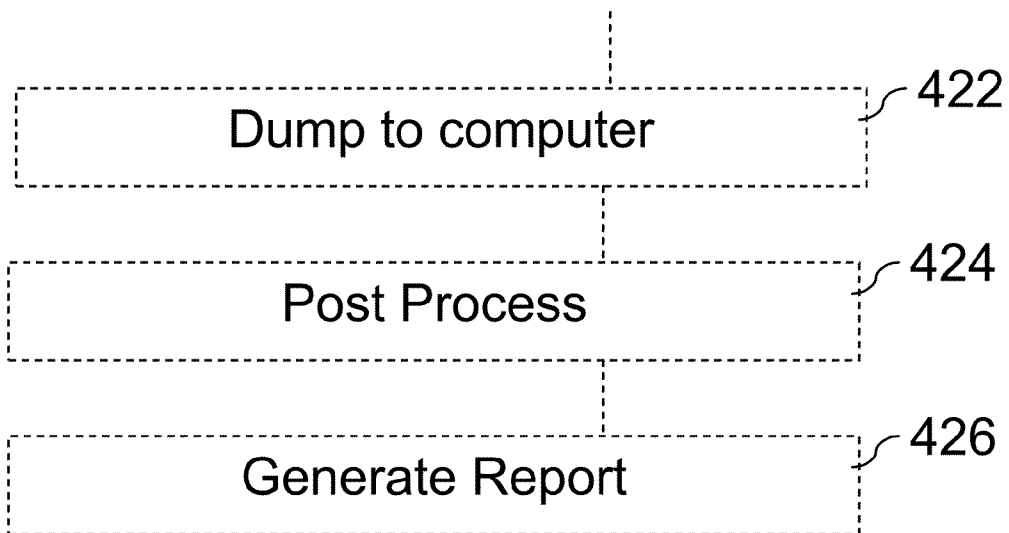 422
Dump to computer
424
Post Process
426
Generate Report